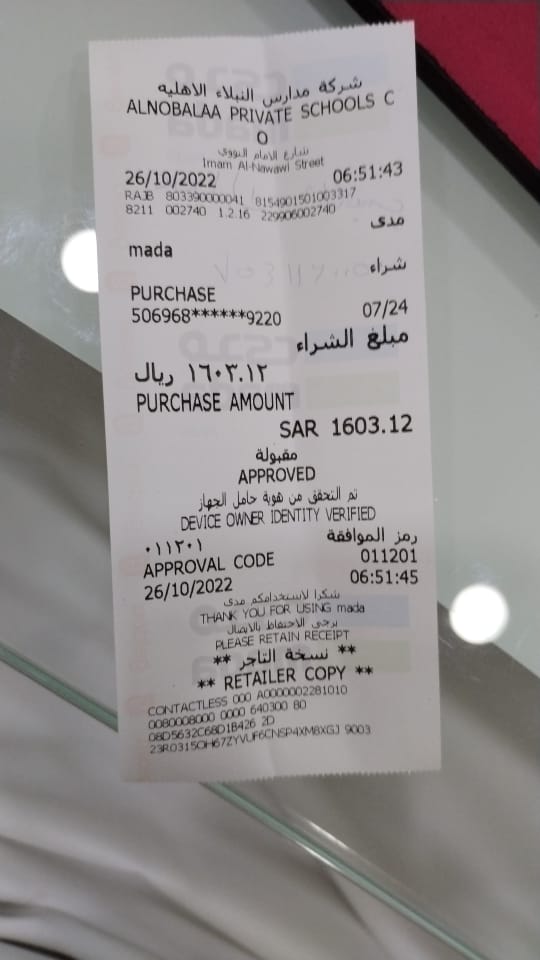 شركة مدارس النبلاء الاهليه
ALNOBALAA PRIVATE SCHOOLS C
O
شارع الامام النووي
Imam Al-Nawawi Street
26/10/2022 06:51:43
RAJB 803390000041 8154901501003317
8211 002740 1.2.16 229906002740
مدى
mada
شراء
PURCHASE
506968******9220 07/24
مبلغ الشراء
١٦٠٣.١٢ ريال
PURCHASE AMOUNT
SAR 1603.12
مقبولة
APPROVED
تم التحقق من هوية حامل الجهاز
DEVICE OWNER IDENTITY VERIFIED
رمز الموافقة ٠١١٢٠١
APPROVAL CODE 011201
26/10/2022 06:51:45
شكرا لاستخدامكم مدى
THANK YOU FOR USING mada
يرجى الاحتفاظ بالايصال
PLEASE RETAIN RECEIPT
** نسخة التاجر **
** RETAILER COPY **
CONTACTLESS 000 A0000002281010
0080008000 0000 640300 80
08D5632C68D1B426 2D
23R0315OH67ZYVUF6CNSP4XM8XGJ 9003